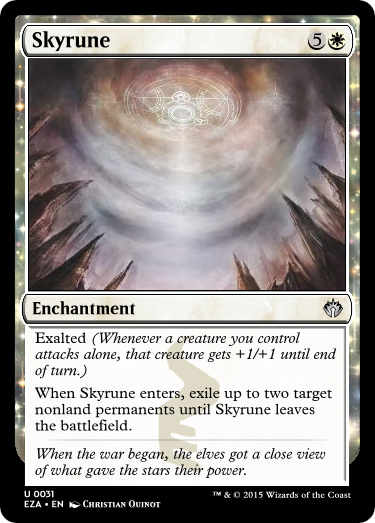 Skyrune 5
Enchantment
Exalted (Whenever a creature you control
attacks alone, that creature gets +1/+1 until end
of turn.)
When Skyrune enters, exile up to two target
nonland permanents until Skyrune leaves
the battlefield.
When the war began, the elves got a close view
of what gave the stars their power.
U 0031
EZA • EN Christian Quinot
™ & © 2015 Wizards of the Coast